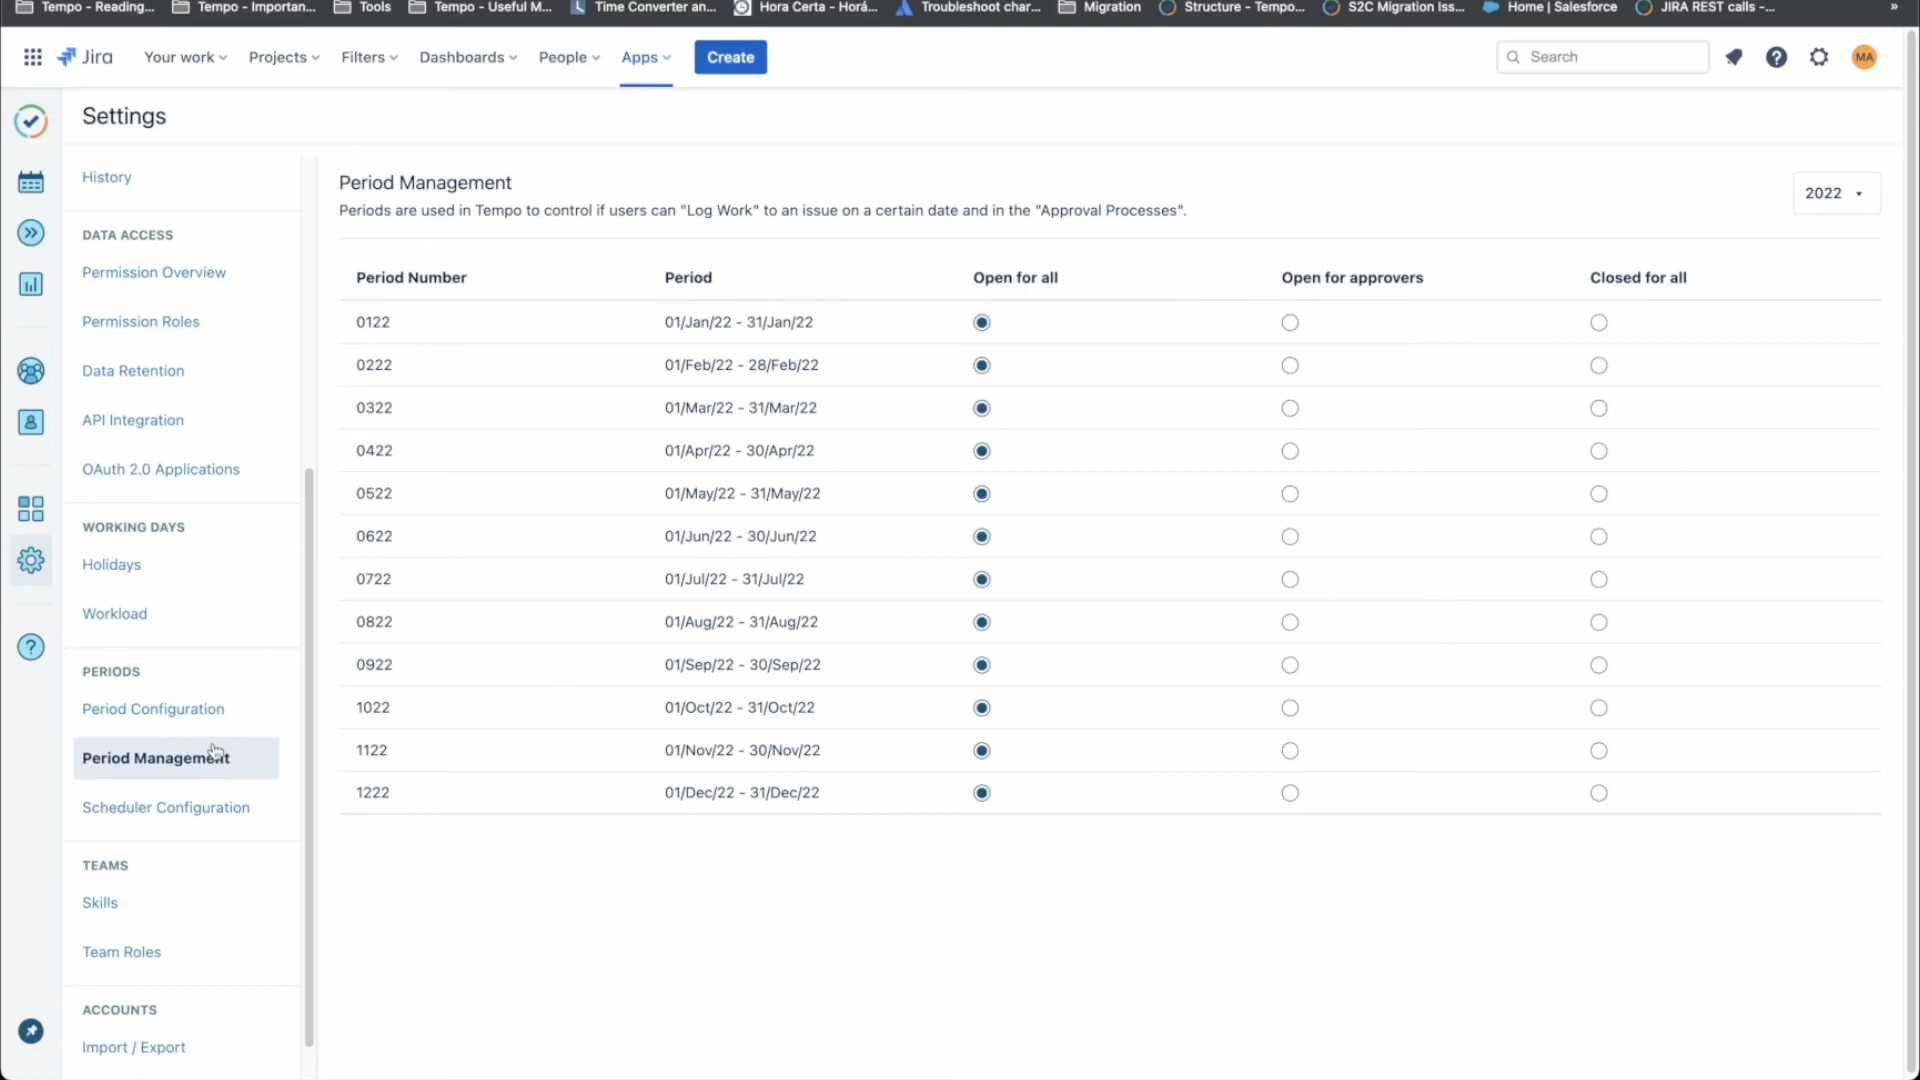 Tempo - Reading... Tempo - Importan... Tools Tempo - Useful M... Time Converter an... Hora Certa - Horá... Troubleshoot char... Migration Structure - Tempo... S2C Migration Iss... Home | Salesforce JIRA REST calls -... »
Jira Your work Projects Filters Dashboards People Apps Create Search MA
Settings
History
DATA ACCESS
Permission Overview
Permission Roles
Data Retention
API Integration
OAuth 2.0 Applications
WORKING DAYS
Holidays
Workload
PERIODS
Period Configuration
Period Management
Scheduler Configuration
TEAMS
Skills
Team Roles
ACCOUNTS
Import / Export
Period Management
Periods are used in Tempo to control if users can "Log Work" to an issue on a certain date and in the "Approval Processes".
2022
Period Number Period Open for all Open for approvers Closed for all
0122 01/Jan/22 - 31/Jan/22
0222 01/Feb/22 - 28/Feb/22
0322 01/Mar/22 - 31/Mar/22
0422 01/Apr/22 - 30/Apr/22
0522 01/May/22 - 31/May/22
0622 01/Jun/22 - 30/Jun/22
0722 01/Jul/22 - 31/Jul/22
0822 01/Aug/22 - 31/Aug/22
0922 01/Sep/22 - 30/Sep/22
1022 01/Oct/22 - 31/Oct/22
1122 01/Nov/22 - 30/Nov/22
1222 01/Dec/22 - 31/Dec/22